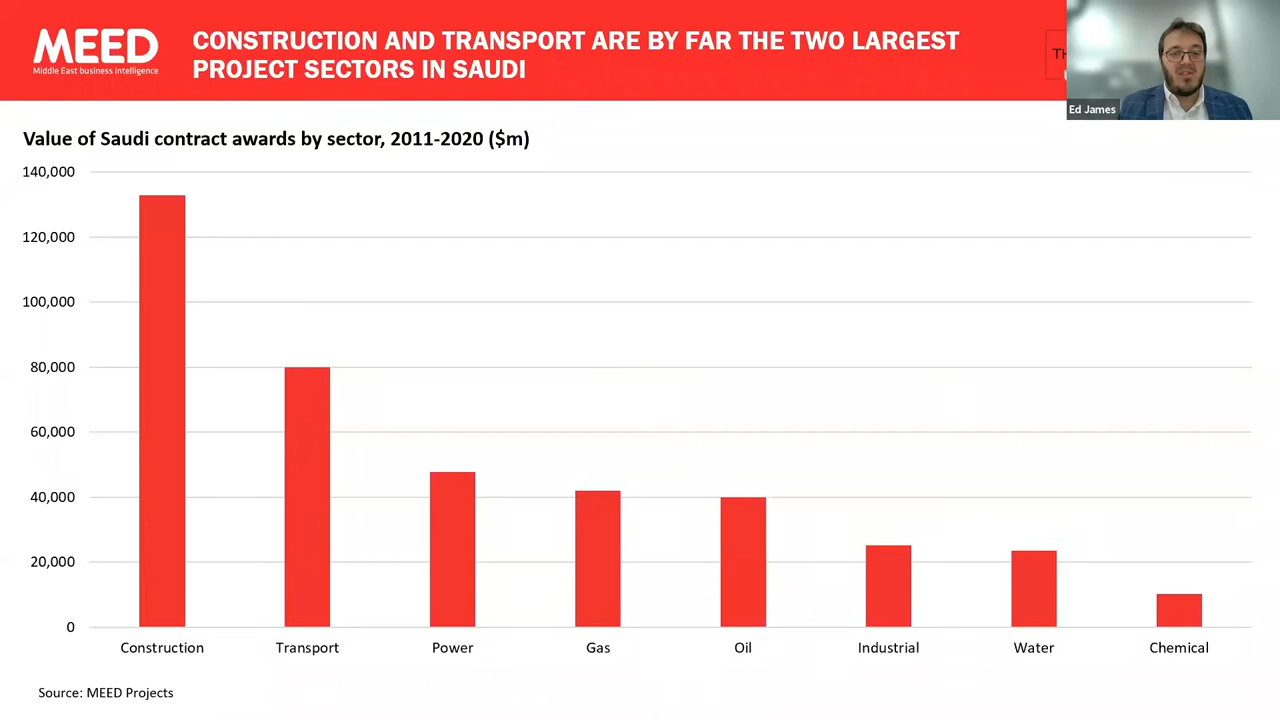 MEED
Middle East business intelligence
CONSTRUCTION AND TRANSPORT ARE BY FAR THE TWO LARGEST
PROJECT SECTORS IN SAUDI
Ed James
Value of Saudi contract awards by sector, 2011-2020 ($m)
140,000
120,000
100,000
80,000
60,000
40,000
20,000
0
Construction Transport Power Gas Oil Industrial Water Chemical
Source: MEED Projects